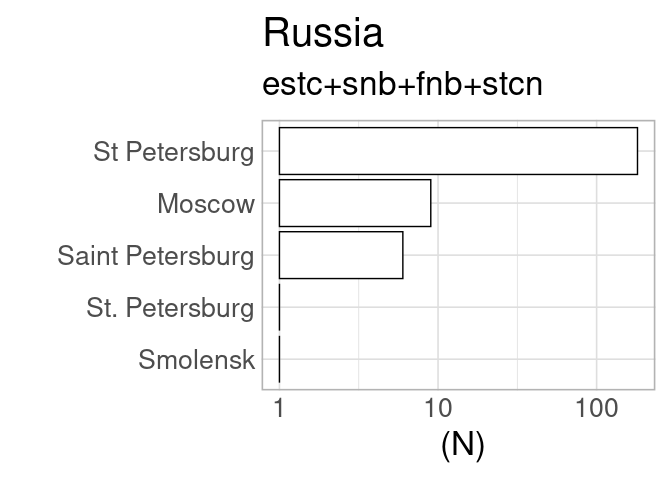 Russia
estc+snb+fnb+stcn
St Petersburg
Moscow
Saint Petersburg
St. Petersburg
Smolensk
1 10 100
(N)